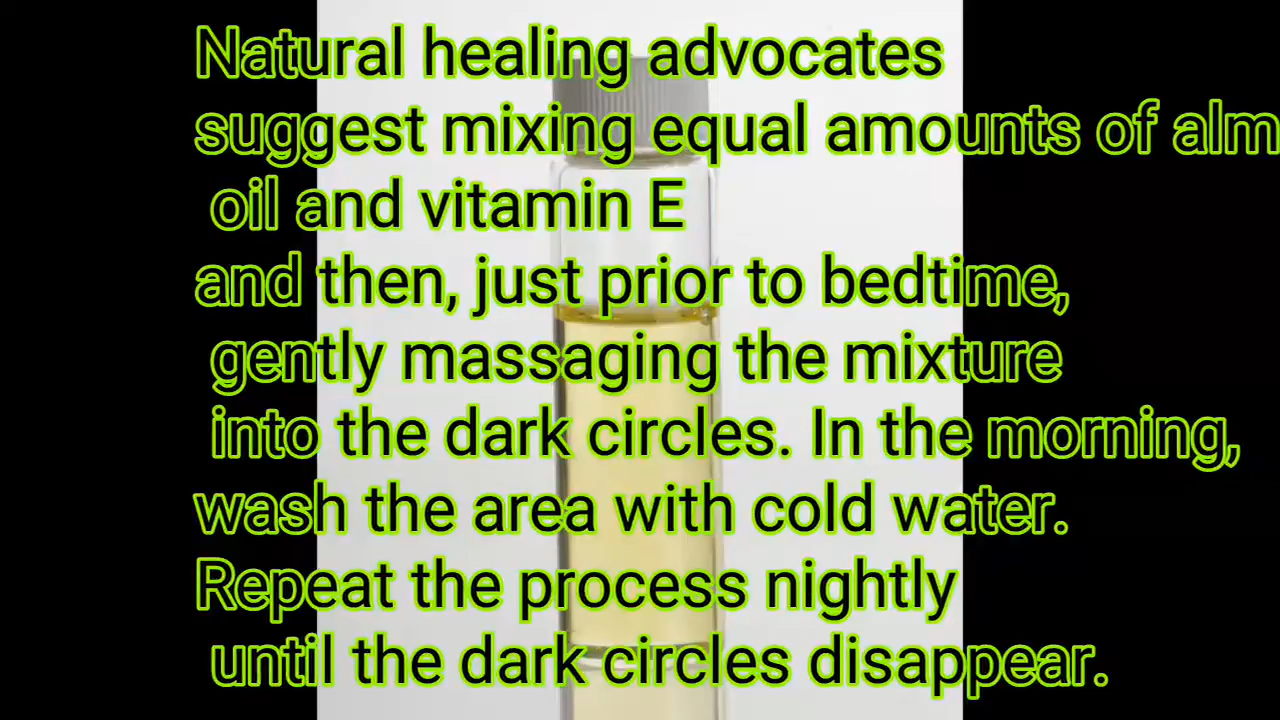 Natural healing advocates
suggest mixing equal amounts of alm
oil and vitamin E
and then, just prior to bedtime,
gently massaging the mixture
into the dark circles. In the morning,
wash the area with cold water.
Repeat the process nightly
until the dark circles disappear.